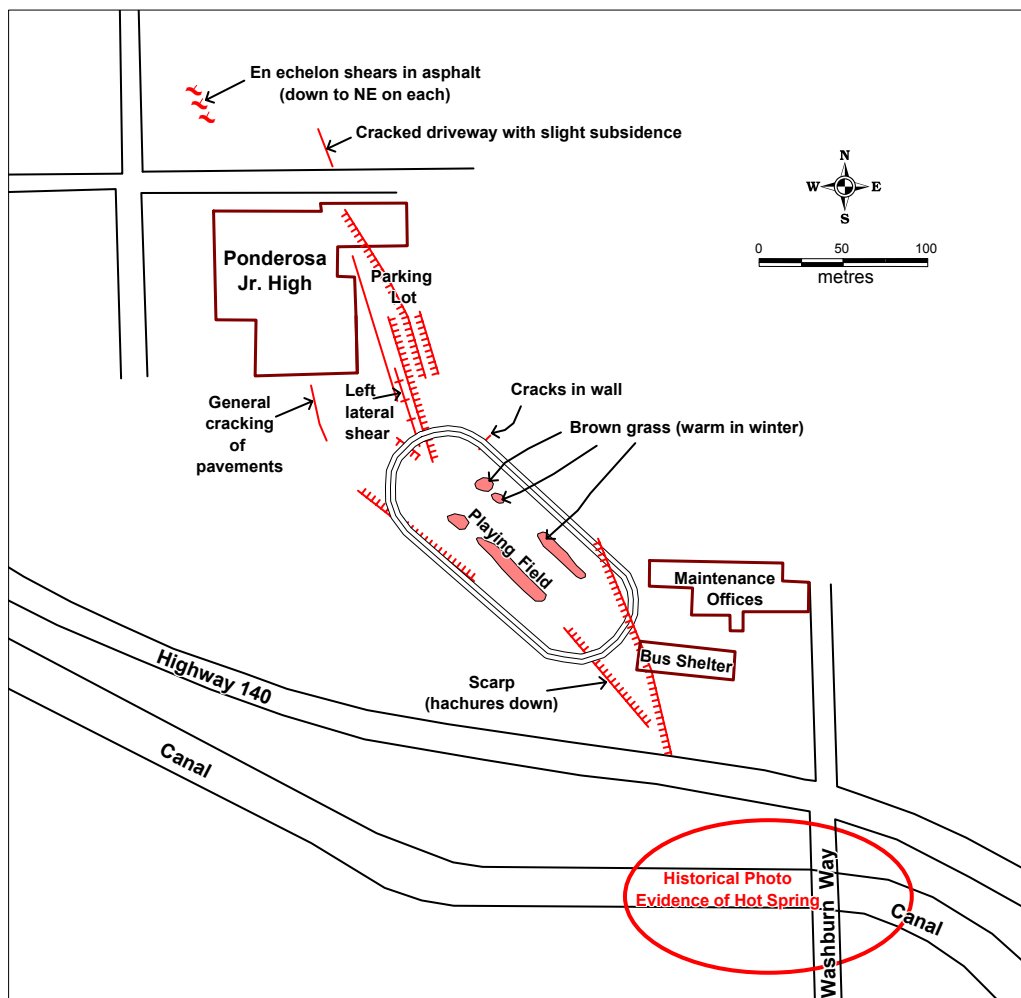 En echelon shears in asphalt
(down to NE on each)
Cracked driveway with slight subsidence
N
W
E
S
0
50
100
metres
Ponderosa
Jr. High
Parking
Lot
General
cracking
of
pavements
Left
lateral
shear
Cracks in wall
Brown grass (warm in winter)
Playing Field
Maintenance
Offices
Bus Shelter
Scarp
(hachures down)
Highway 140
Canal
Historical Photo
Evidence of Hot Spring
Washburn Way
Canal